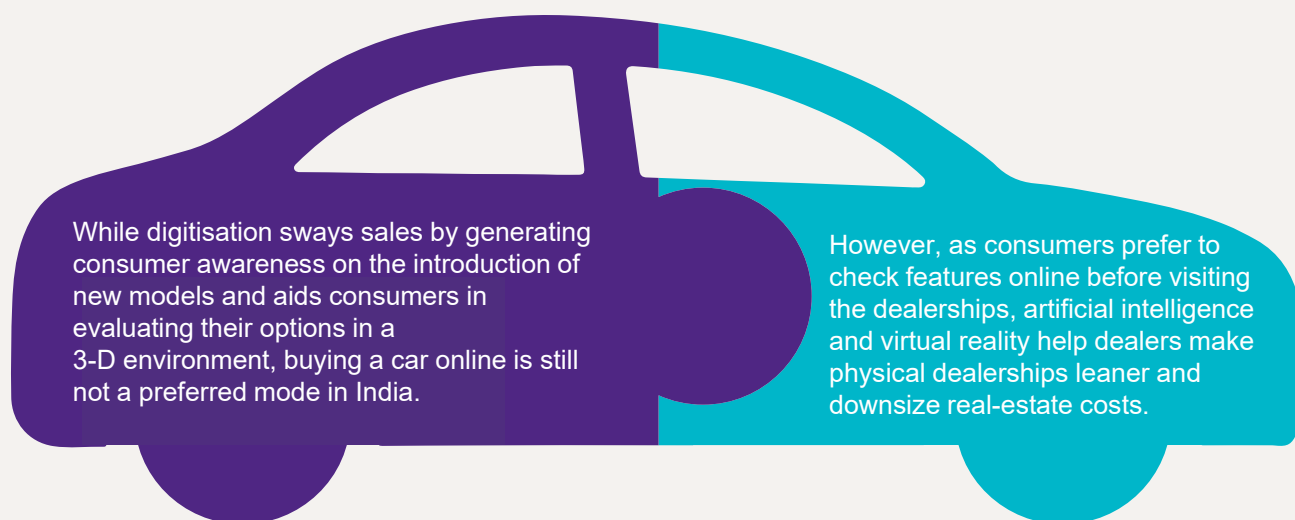 While digitisation sways sales by generating
consumer awareness on the introduction of
new models and aids consumers in
evaluating their options in a
3-D environment, buying a car online is still
not a preferred mode in India.
However, as consumers prefer to
check features online before visiting
the dealerships, artificial intelligence
and virtual reality help dealers make
physical dealerships leaner and
downsize real-estate costs.